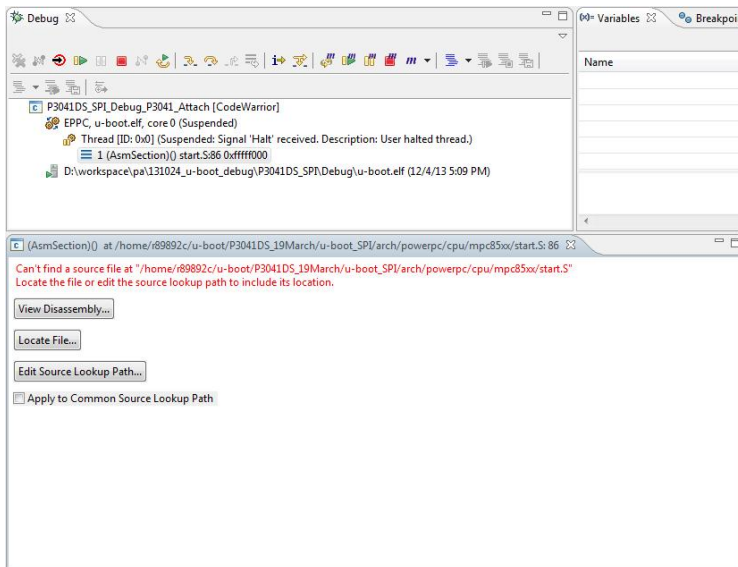 Debug
Variables
Breakpoi
Name
P3041DS_SPI_Debug_P3041_Attach [CodeWarrior]
EPPC, u-boot.elf, core 0 (Suspended)
Thread [ID: 0x0] (Suspended: Signal 'Halt' received. Description: User halted thread.)
1 (AsmSection)() start.S:86 0xfffff000
D:\workspace\pa\131024_u-boot_debug\P3041DS_SPI\Debug\u-boot.elf (12/4/13 5:09 PM)
(AsmSection)() at /home/r89892c/u-boot/P3041DS_19March/u-boot_SPI/arch/powerpc/cpu/mpc85xx/start.S: 86
Can't find a source file at "/home/r89892c/u-boot/P3041DS_19March/u-boot_SPI/arch/powerpc/cpu/mpc85xx/start.S"
Locate the file or edit the source lookup path to include its location.
View Disassembly...
Locate File...
Edit Source Lookup Path...
Apply to Common Source Lookup Path